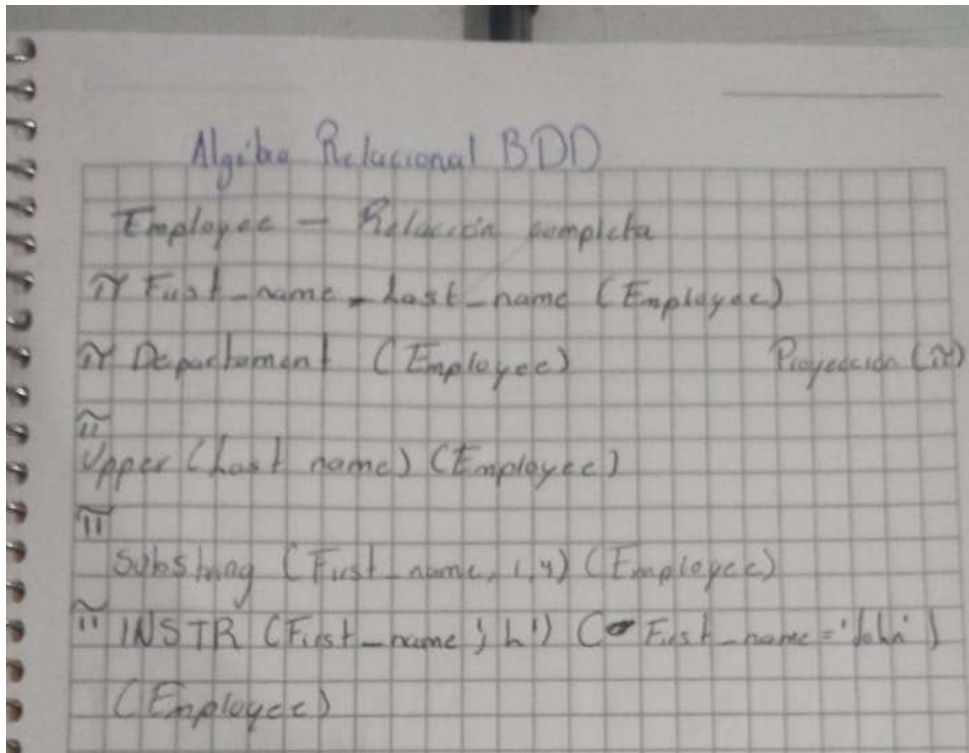 Algebra Relacional BDD
Employee — Relación completa
π First_name - Last_name (Employee)
π Departament (Employee) Proyección (π)
π
Upper (Last name) (Employee)
π
Substring (First_name, 1,4) (Employee)
π INSTR (First_name ', h') (σ First_name = 'John')
(Employee)